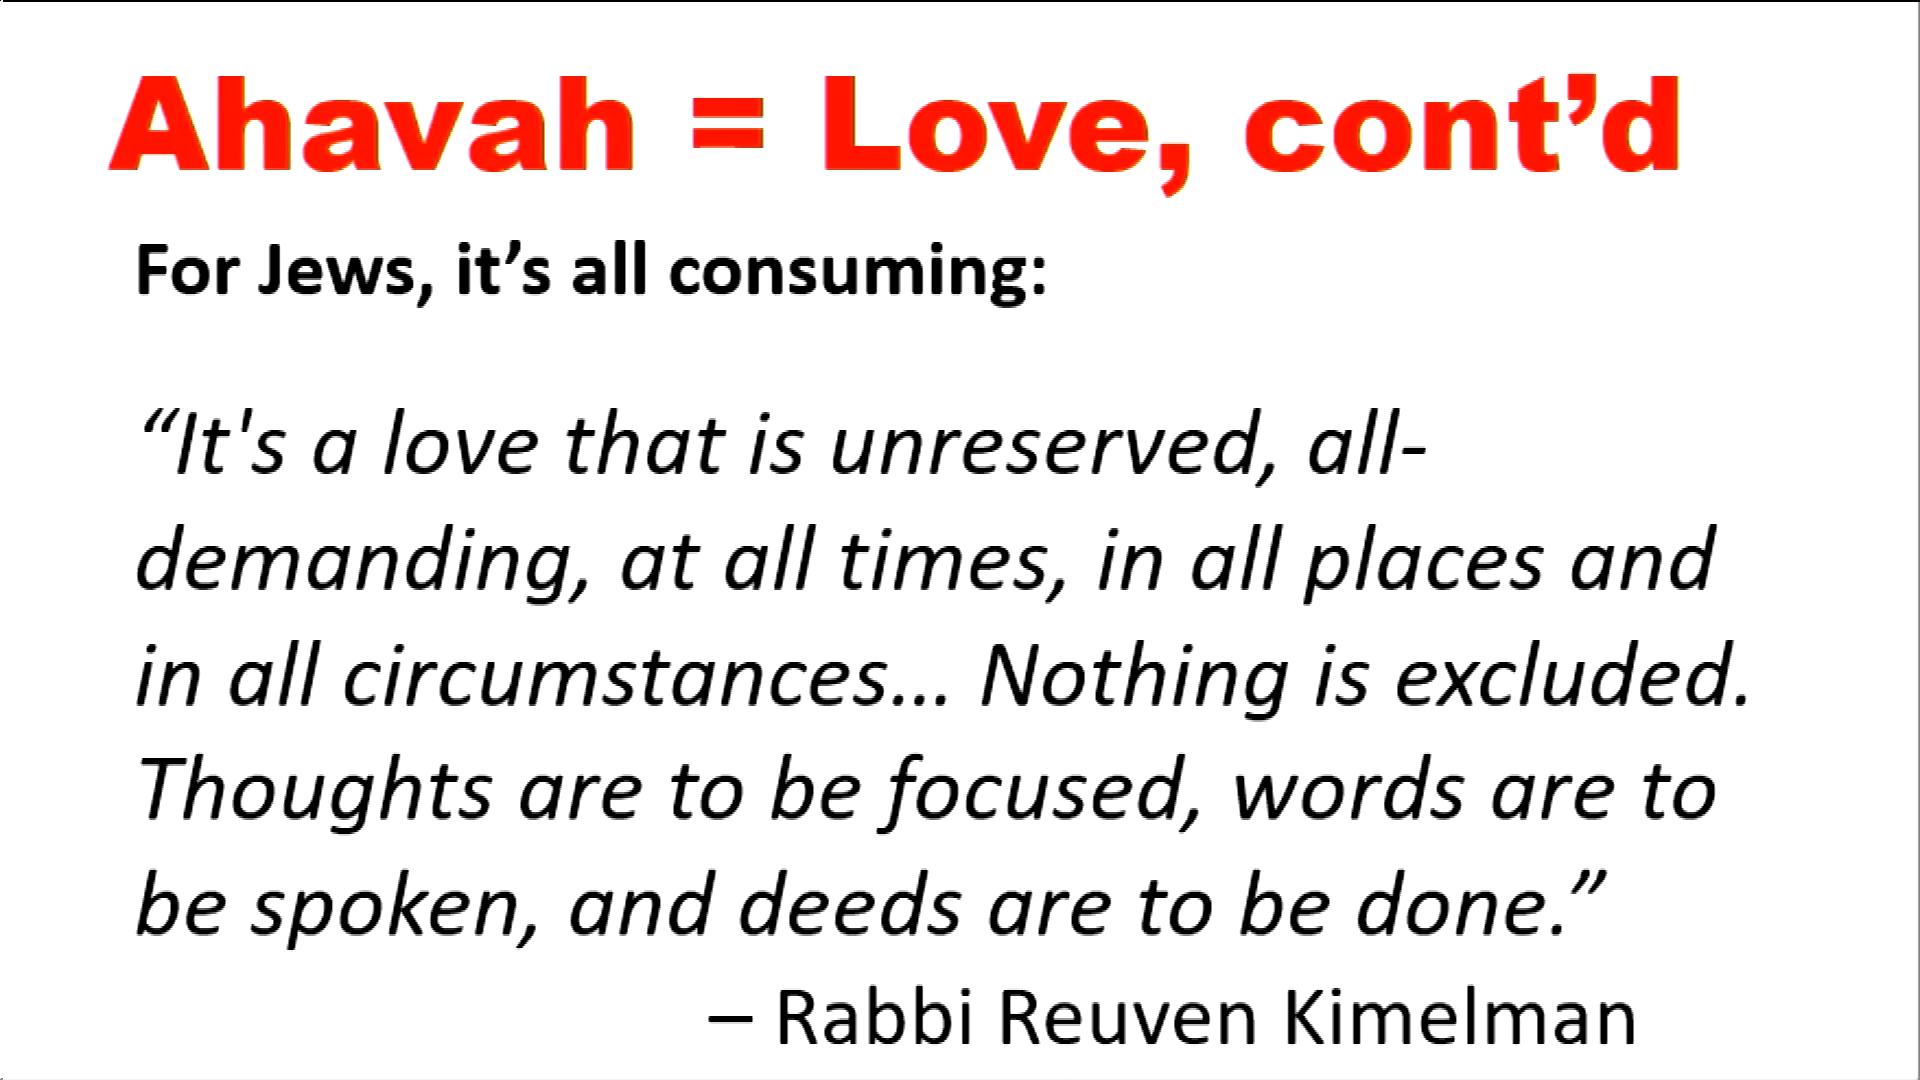 Ahavah = Love, cont’d
For Jews, it’s all consuming:
“It's a love that is unreserved, all-
demanding, at all times, in all places and
in all circumstances... Nothing is excluded.
Thoughts are to be focused, words are to
be spoken, and deeds are to be done.”
– Rabbi Reuven Kimelman